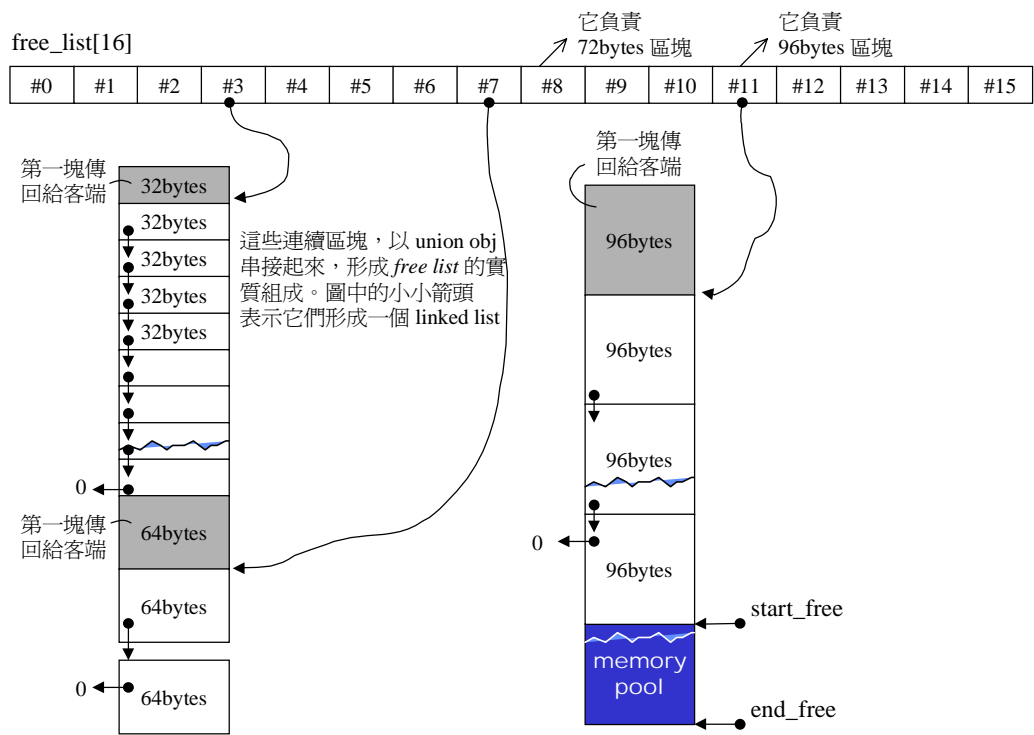 它負責
72bytes 區塊
它負責
96bytes 區塊
free_list[16]
#0 #1 #2 #3 #4 #5 #6 #7 #8 #9 #10 #11 #12 #13 #14 #15
第一塊傳
回給客端
32bytes
32bytes
32bytes
32bytes
32bytes
0
這些連續區塊，以 union obj
串接起來，形成 free list 的實
質組成。圖中的小小箭頭
表示它們形成一個 linked list
第一塊傳
回給客端
64bytes
64bytes
0
64bytes
第一塊傳
回給客端
96bytes
96bytes
96bytes
0
96bytes
start_free
memory
pool
end_free